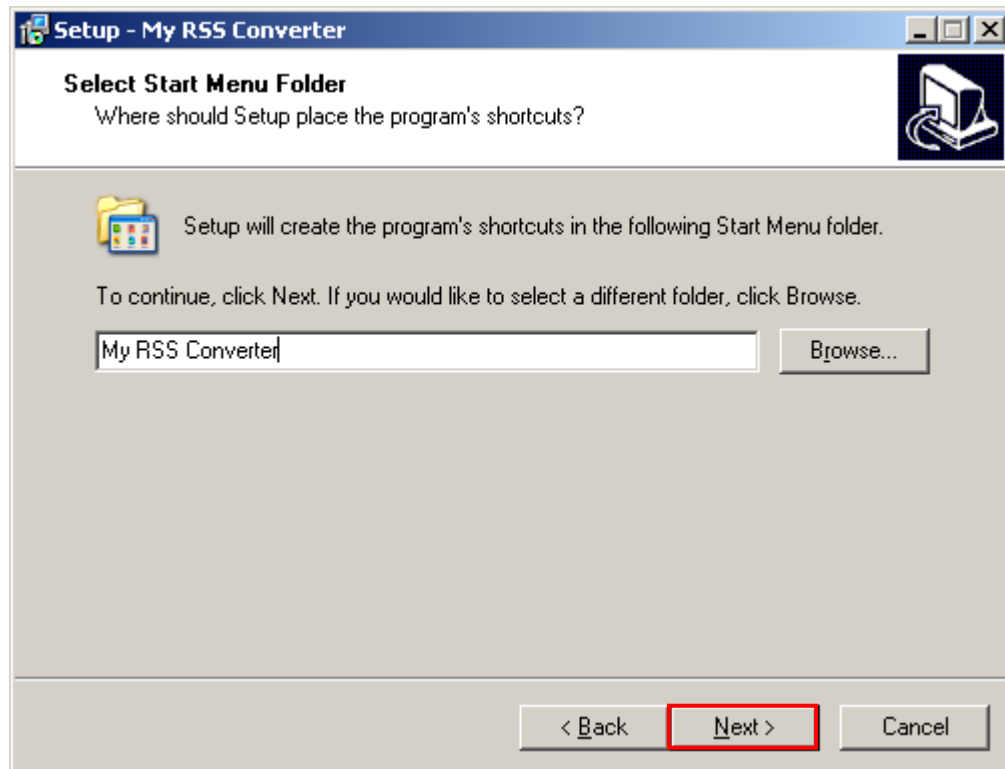 Setup - My RSS Converter
Select Start Menu Folder
Where should Setup place the program's shortcuts?
Setup will create the program's shortcuts in the following Start Menu folder.
To continue, click Next. If you would like to select a different folder, click Browse.
My RSS Converter
Browse...
< Back
Next >
Cancel